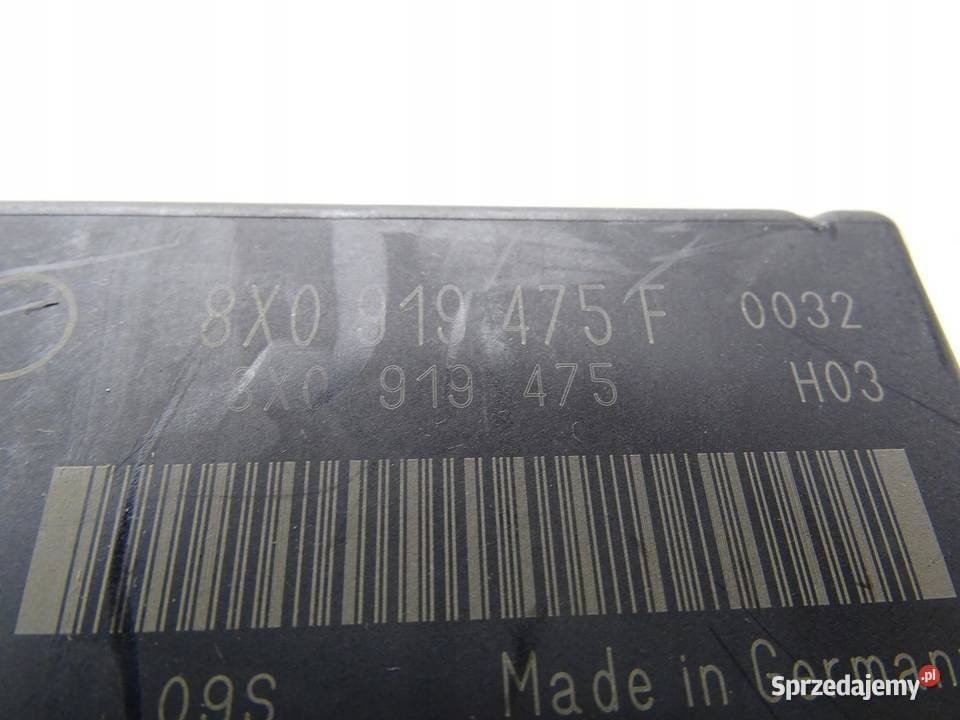 8X0 919 475 F 0032
8X0 919 475 H03
09S
Made in German
Sprzedajemy.pl